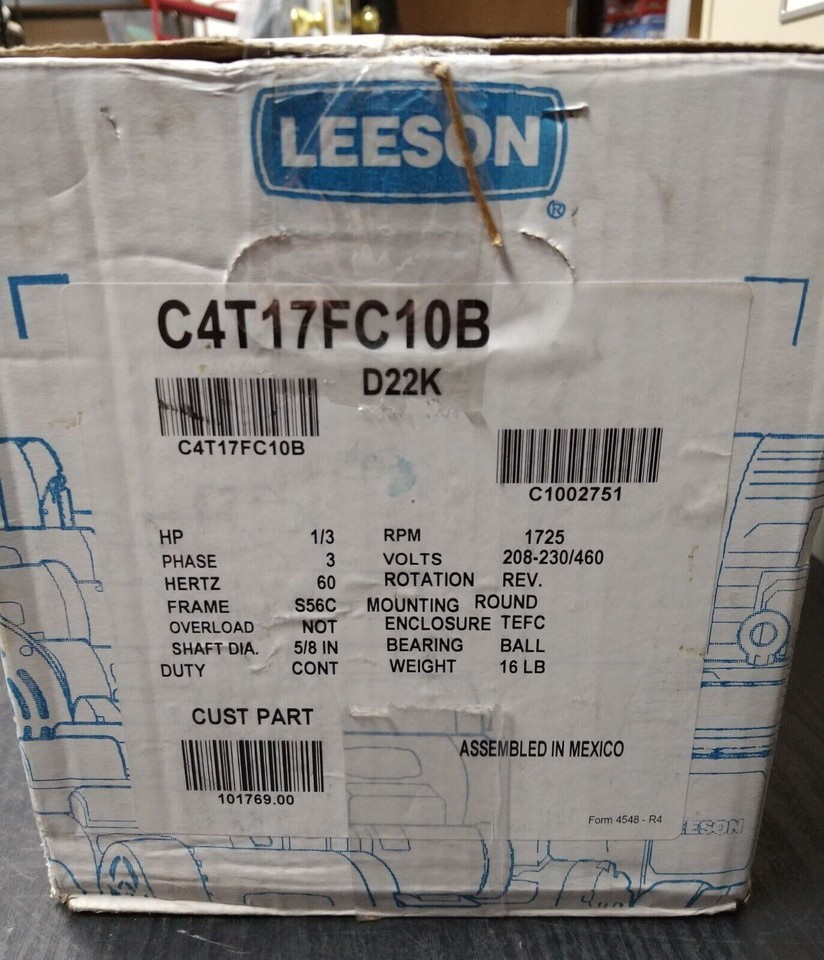 LEESON
®
C4T17FC10B
D22K
C4T17FC10B
C1002751
HP 1/3 RPM 1725
PHASE 3 VOLTS 208-230/460
HERTZ 60 ROTATION REV.
FRAME S56C MOUNTING ROUND
OVERLOAD NOT ENCLOSURE TEFC
SHAFT DIA. 5/8 IN BEARING BALL
DUTY CONT WEIGHT 16 LB
CUST PART
ASSEMBLED IN MEXICO
101769.00
Form 4548 - R4
EESON